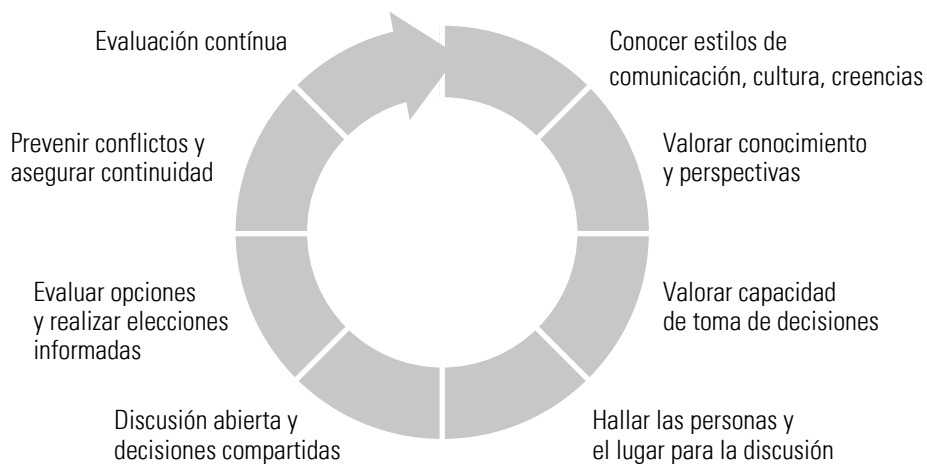 Conocer estilos de
comunicación, cultura, creencias
Valorar conocimiento
y perspectivas
Valorar capacidad
de toma de decisiones
Hallar las personas y
el lugar para la discusión
Discusión abierta y
decisiones compartidas
Evaluar opciones
y realizar elecciones
informadas
Prevenir conflictos y
asegurar continuidad
Evaluación contínua